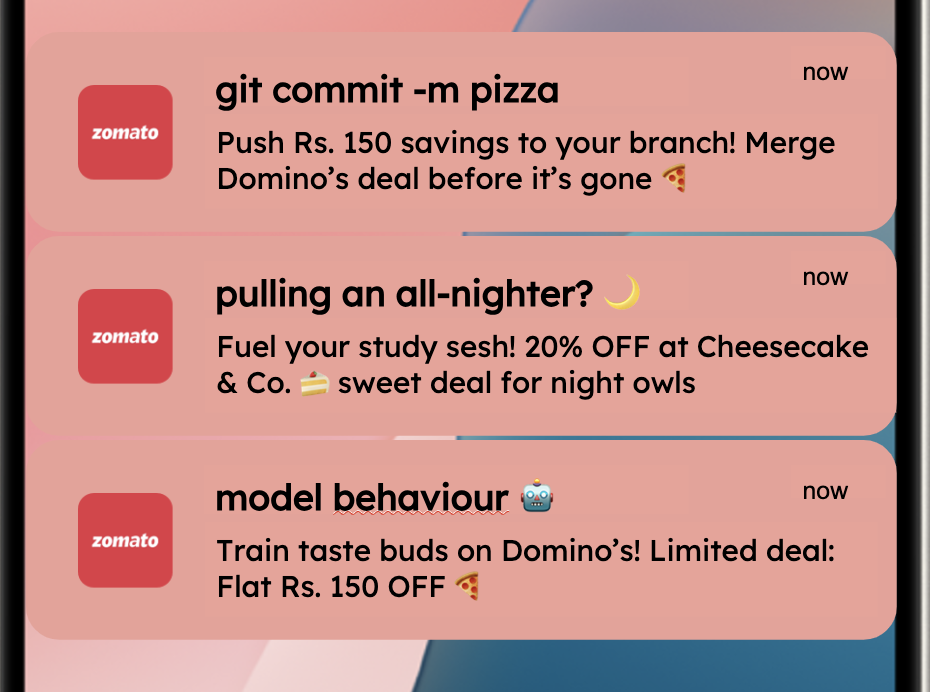 now
git commit -m pizza
zomato
Push Rs. 150 savings to your branch! Merge
Domino’s deal before it’s gone 🍕
now
pulling an all-nighter? 🌙
zomato
Fuel your study sesh! 20% OFF at Cheesecake
& Co. 🍰 sweet deal for night owls
now
model behaviour 🤖
zomato
Train taste buds on Domino’s! Limited deal:
Flat Rs. 150 OFF 🍕